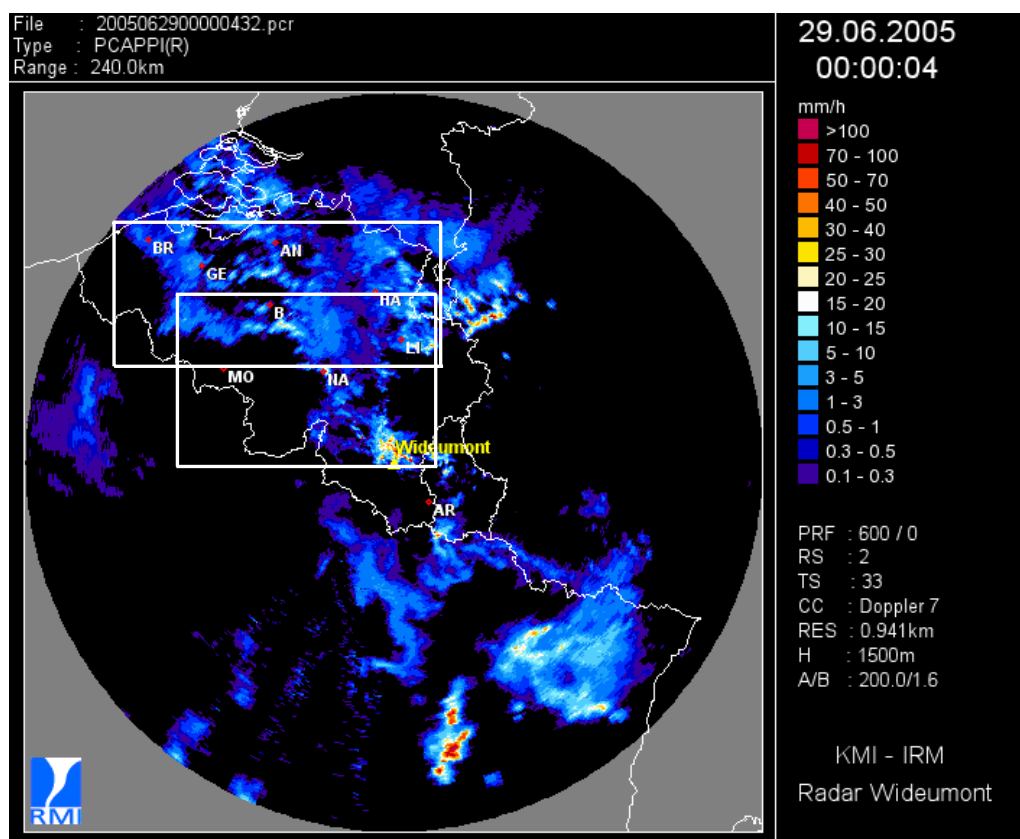 File : 2005062900000432.pcr
Type : PCAPPI(R)
Range : 240.0km
29.06.2005
00:00:04
mm/h
>100
70 - 100
50 - 70
40 - 50
30 - 40
25 - 30
20 - 25
15 - 20
10 - 15
5 - 10
3 - 5
1 - 3
0.5 - 1
0.3 - 0.5
0.1 - 0.3
BR
AN
GE
HA
B
LI
MO
NA
Wideumont
AR
PRF : 600 / 0
RS : 2
TS : 33
CC : Doppler 7
RES : 0.941km
H : 1500m
A/B : 200.0/1.6
KMI - IRM
Radar Wideumont
RMI